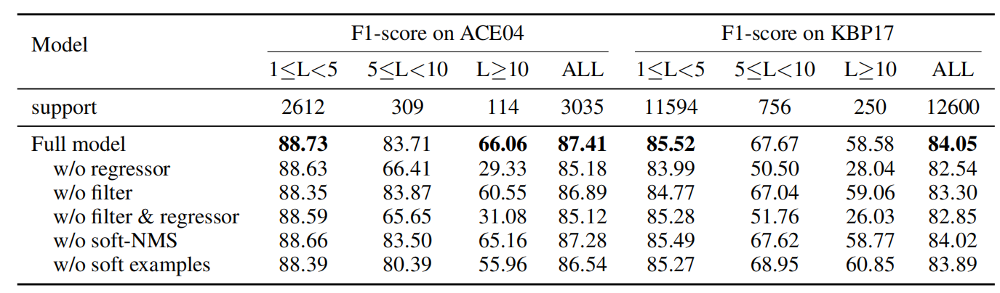 Model F1-score on ACE04 F1-score on KBP17
1≤L<5 5≤L<10 L≥10 ALL 1≤L<5 5≤L<10 L≥10 ALL
support 2612 309 114 3035 11594 756 250 12600
Full model 88.73 83.71 66.06 87.41 85.52 67.67 58.58 84.05
w/o regressor 88.63 66.41 29.33 85.18 83.99 50.50 28.04 82.54
w/o filter 88.35 83.87 60.55 86.89 84.77 67.04 59.06 83.30
w/o filter & regressor 88.59 65.65 31.08 85.12 85.28 51.76 26.03 82.85
w/o soft-NMS 88.66 83.50 65.16 87.28 85.49 67.62 58.77 84.02
w/o soft examples 88.39 80.39 55.96 86.54 85.27 68.95 60.85 83.89